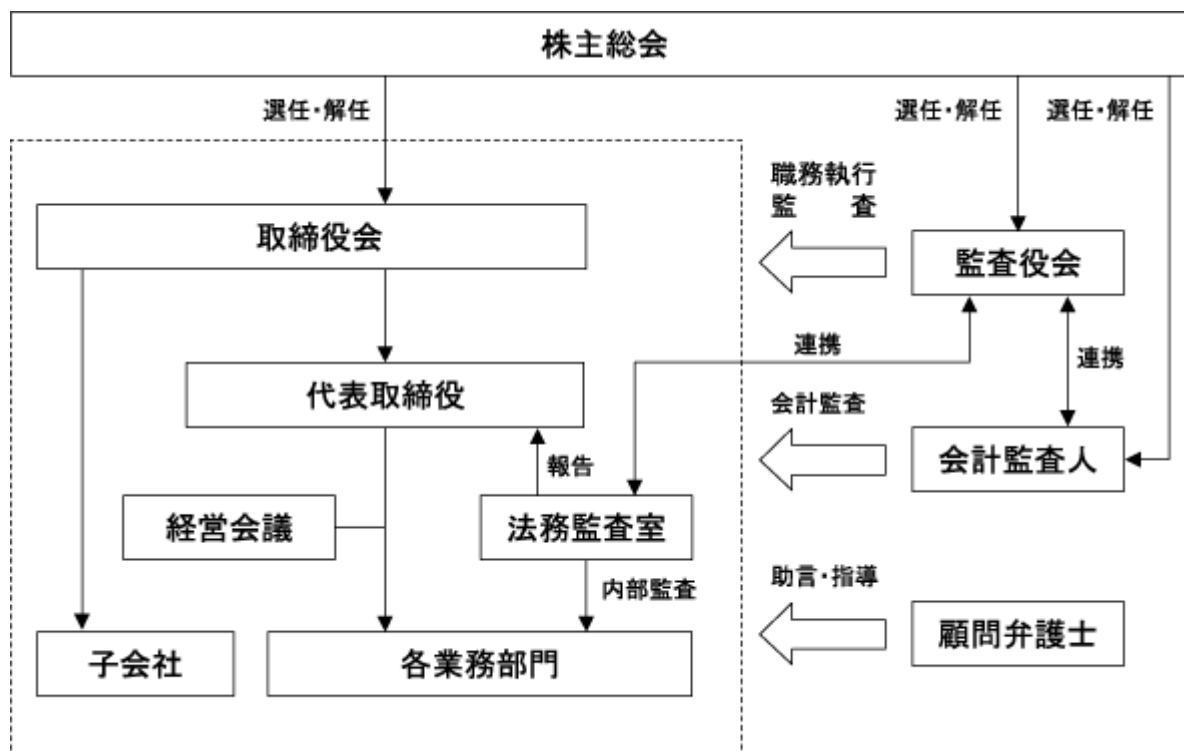 株主総会
選任・解任
選任・解任
選任・解任
職務執行
監査
取締役会
監査役会
連携
連携
代表取締役
会計監査
報告
会計監査人
経営会議
法務監査室
内部監査
助言・指導
子会社
各業務部門
顧問弁護士